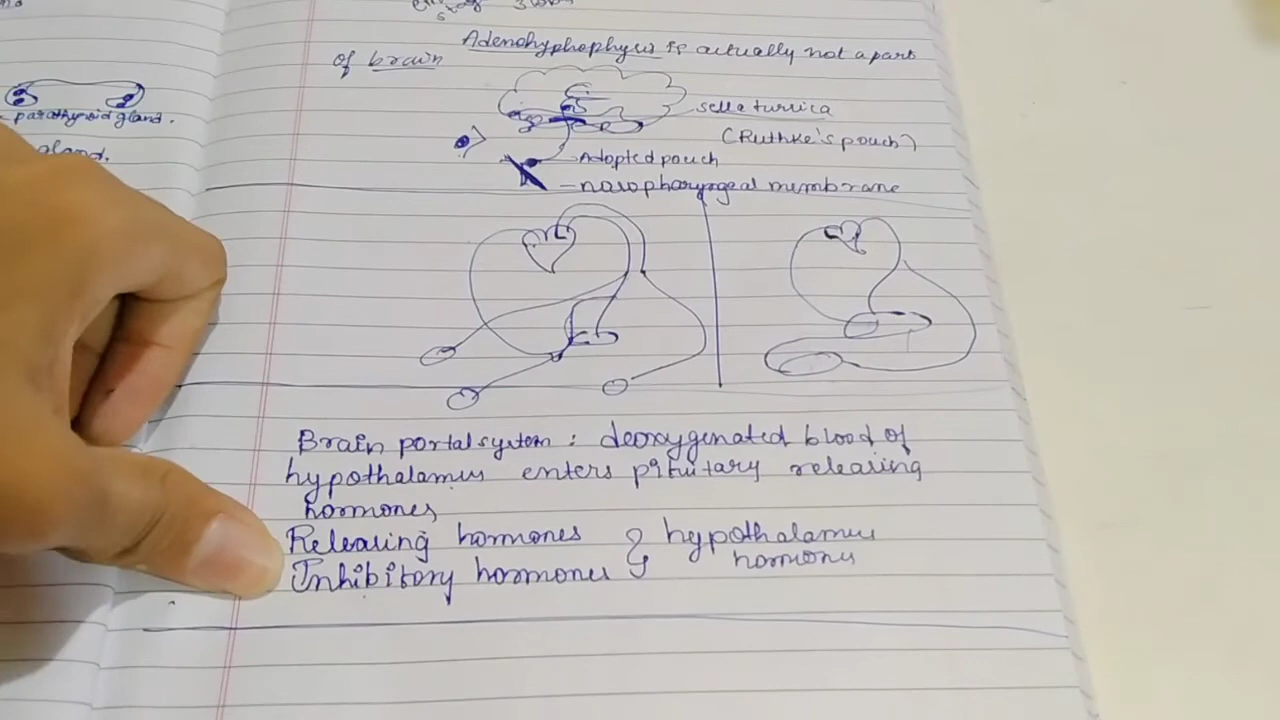 Adenohyphophysis is actually not a part
of brain
parathyroid gland.
gland.
sella turcica
(Ruthke's pouch)
Adopted pouch
nasopharyngeal membrane
Brain portal system : deoxygenated blood of
hypothalamus enters pituitary releasing
hormones
Releasing hormones } hypothalamus
Inhibitory hormones hormones